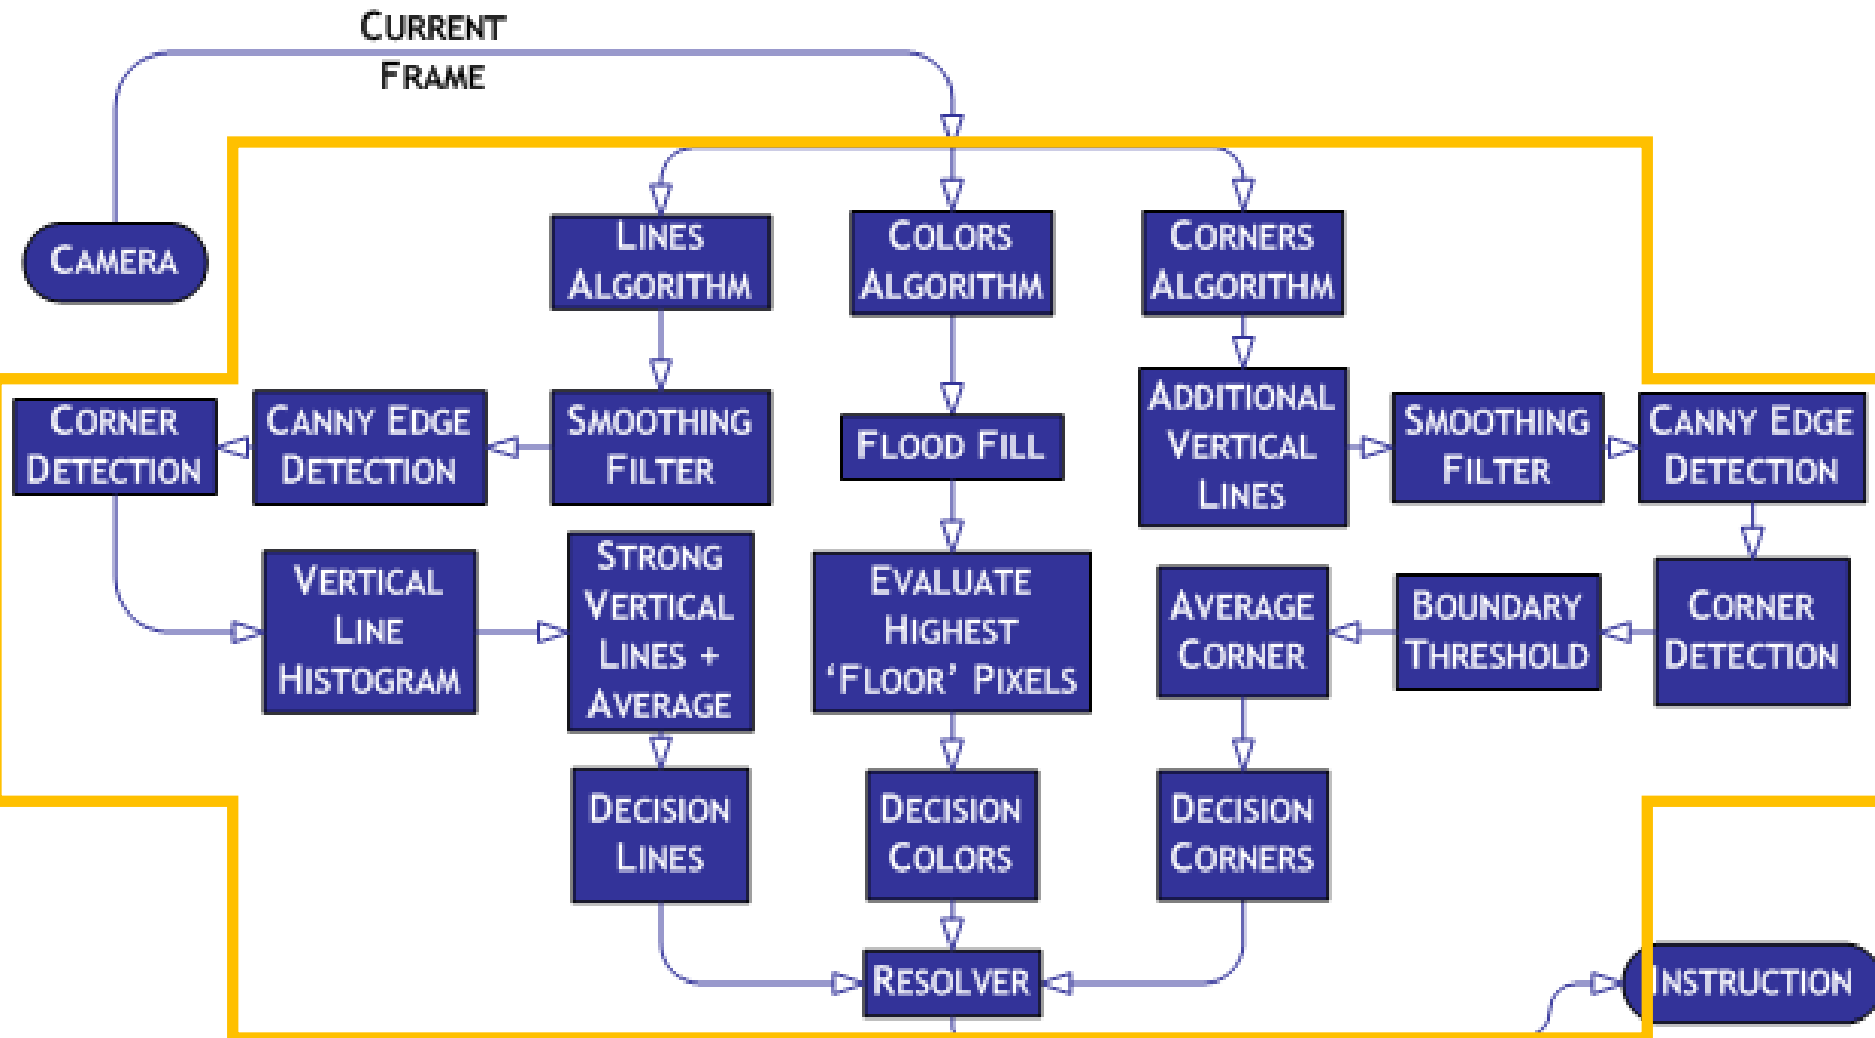 CURRENT
FRAME
CAMERA
LINES
ALGORITHM
COLORS
ALGORITHM
CORNERS
ALGORITHM
CORNER
DETECTION
CANNY EDGE
DETECTION
SMOOTHING
FILTER
FLOOD FILL
ADDITIONAL
VERTICAL
LINES
SMOOTHING
FILTER
CANNY EDGE
DETECTION
VERTICAL
LINE
HISTOGRAM
STRONG
VERTICAL
LINES +
AVERAGE
EVALUATE
HIGHEST
‘FLOOR’ PIXELS
AVERAGE
CORNER
BOUNDARY
THRESHOLD
CORNER
DETECTION
DECISION
LINES
DECISION
COLORS
DECISION
CORNERS
RESOLVER
INSTRUCTION